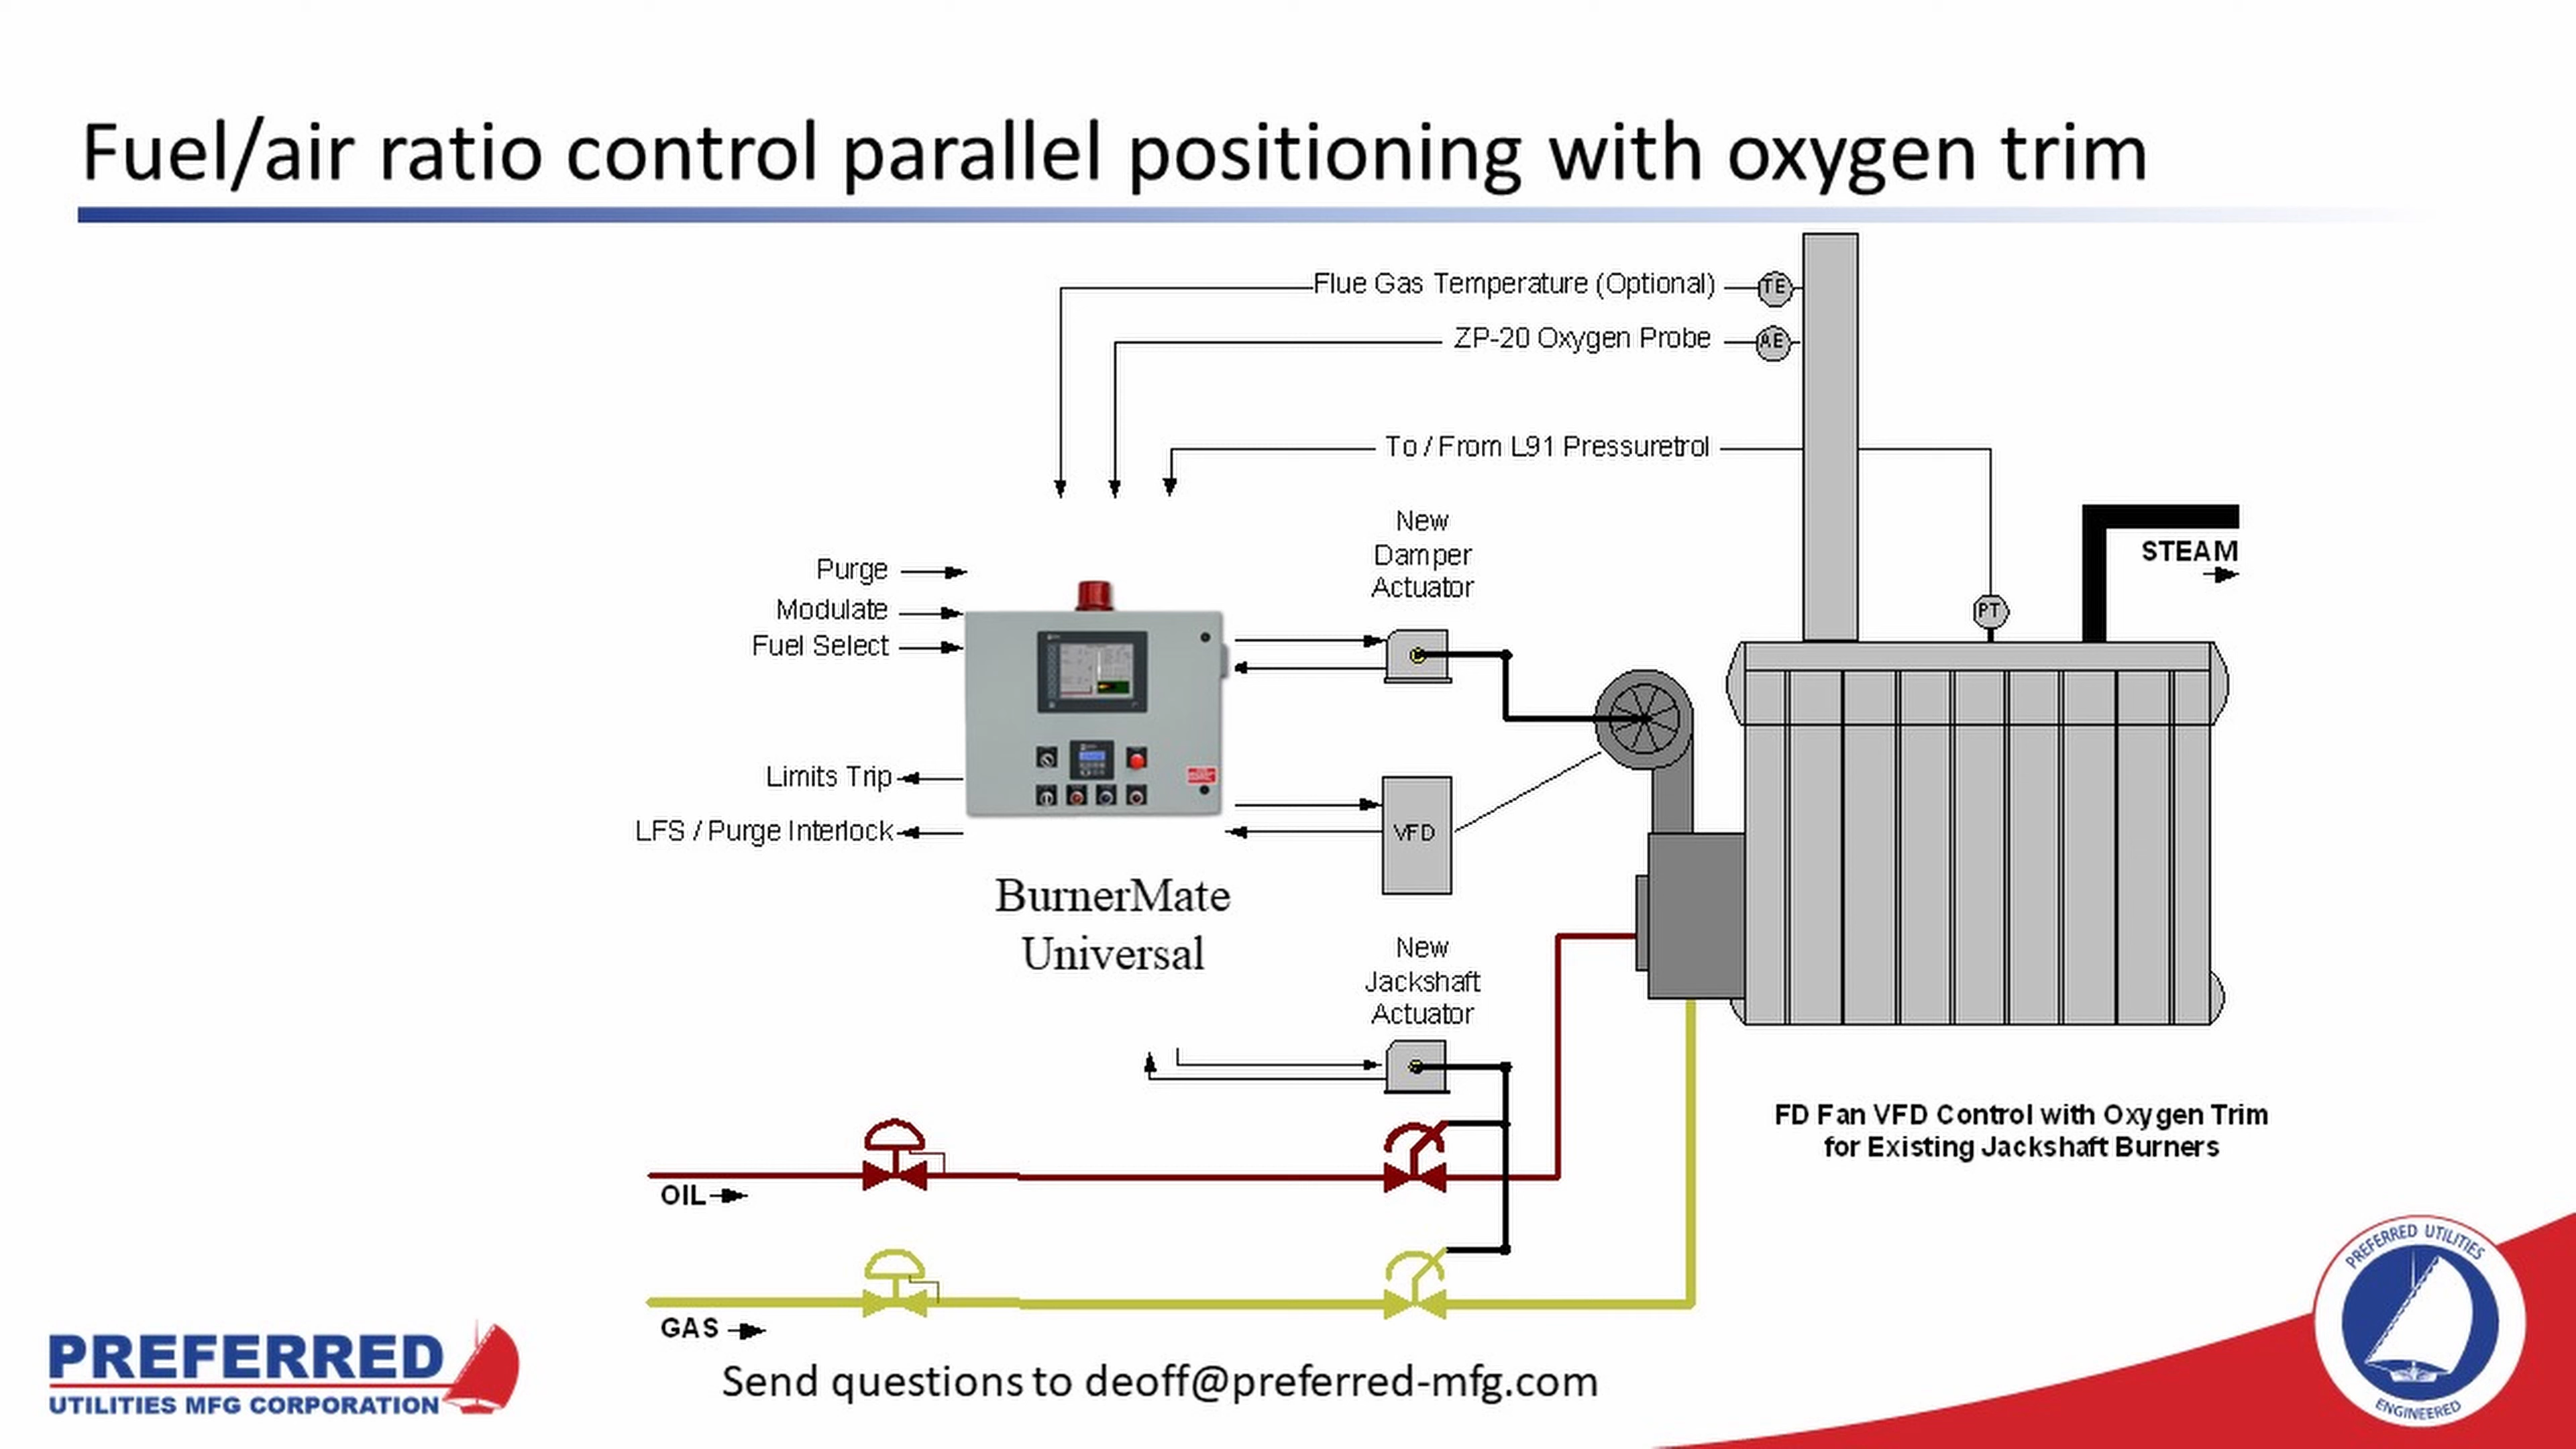 Fuel/air ratio control parallel positioning with oxygen trim
Flue Gas Temperature (Optional)
TE
ZP-20 Oxygen Probe
AE
To / From L91 Pressuretrol
New
Damper
Actuator
STEAM
PT
Purge
Modulate
Fuel Select
Limits Trip
LFS / Purge Interlock
VFD
BurnerMate
Universal
New
Jackshaft
Actuator
FD Fan VFD Control with Oxygen Trim
for Existing Jackshaft Burners
OIL
GAS
PREFERRED
UTILITIES MFG CORPORATION
Send questions to deoff@preferred-mfg.com
PREFERRED UTILITIES
ENGINEERED